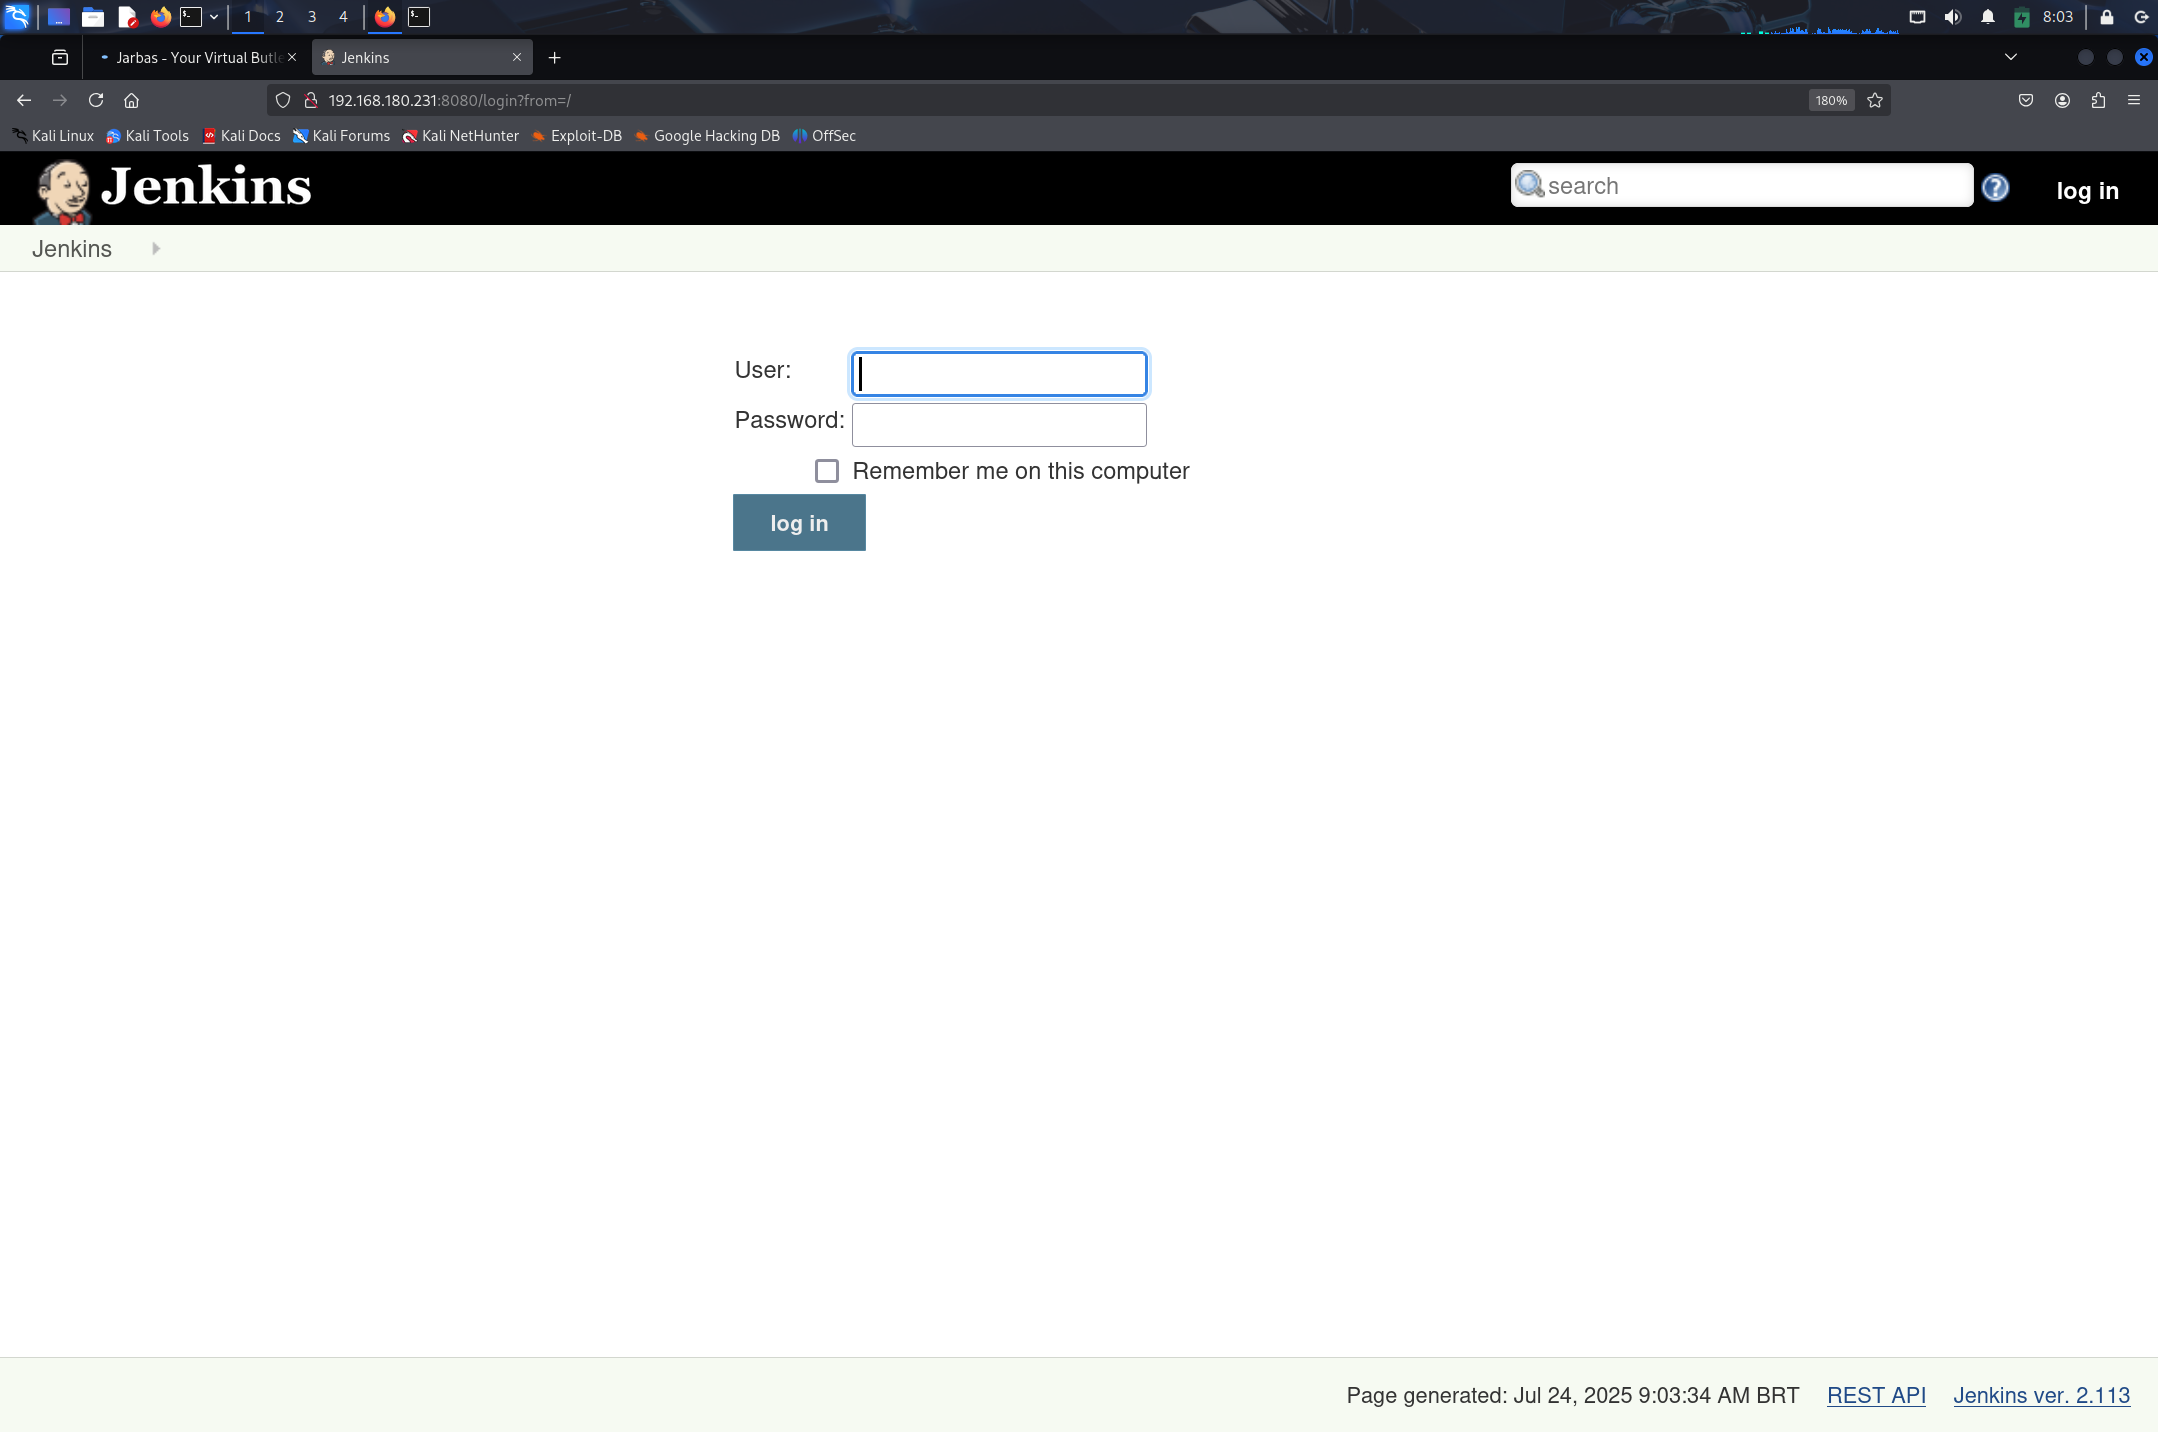 1 2 3 4 8:03
Jarbas - Your Virtual Butle Jenkins
192.168.180.231:8080/login?from=/ 180%
Kali Linux Kali Tools Kali Docs Kali Forums Kali NetHunter Exploit-DB Google Hacking DB OffSec
Jenkins search log in
Jenkins
User:
Password:
Remember me on this computer
log in
Page generated: Jul 24, 2025 9:03:34 AM BRT REST API Jenkins ver. 2.113